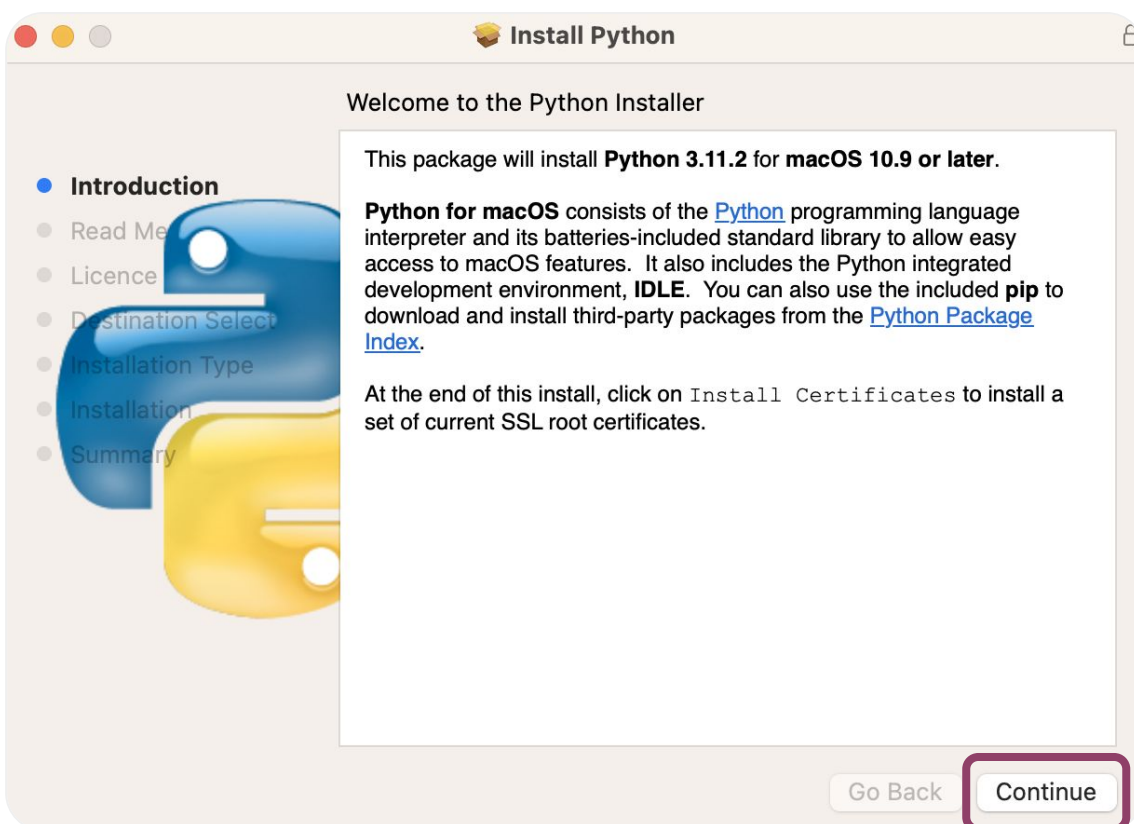 Install Python
Welcome to the Python Installer
Introduction
Read Me
Licence
Destination Select
Installation Type
Installation
Summary
This package will install Python 3.11.2 for macOS 10.9 or later.
Python for macOS consists of the Python programming language
interpreter and its batteries-included standard library to allow easy
access to macOS features.  It also includes the Python integrated
development environment, IDLE.  You can also use the included pip to
download and install third-party packages from the Python Package
Index.
At the end of this install, click on Install Certificates to install a
set of current SSL root certificates.
Go Back
Continue